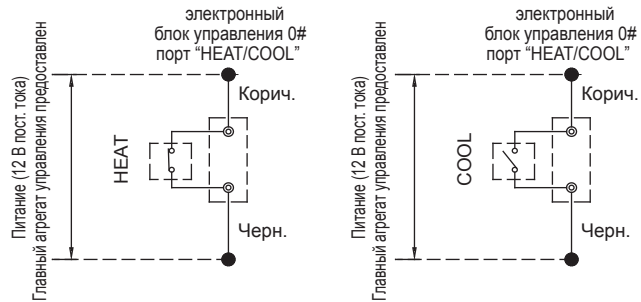 электронный
блок управления 0#
порт “HEAT/COOL”
Корич.
HEAT
Черн.
Питание (12 В пост. тока)
Главный агрегат управления предоставлен
электронный
блок управления 0#
порт “HEAT/COOL”
Корич.
COOL
Черн.
Питание (12 В пост. тока)
Главный агрегат управления предоставлен